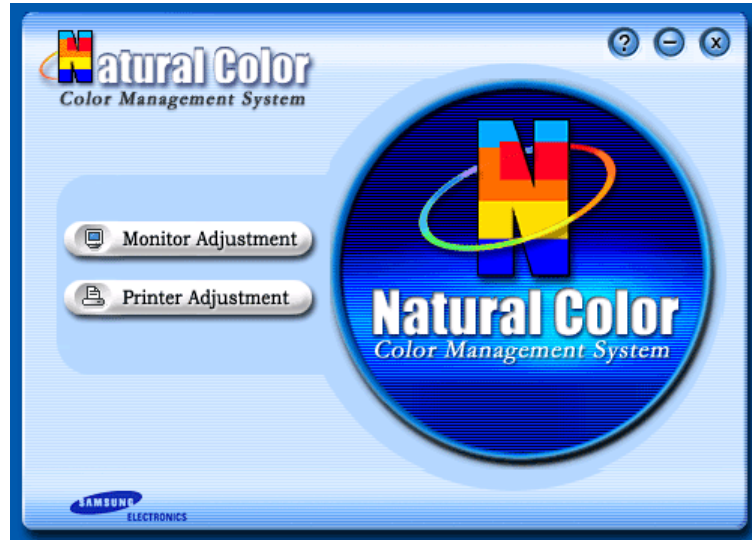 Natural Color
Color Management System
? – x
Monitor Adjustment
Printer Adjustment
N
Natural Color
Color Management System
SAMSUNG
ELECTRONICS